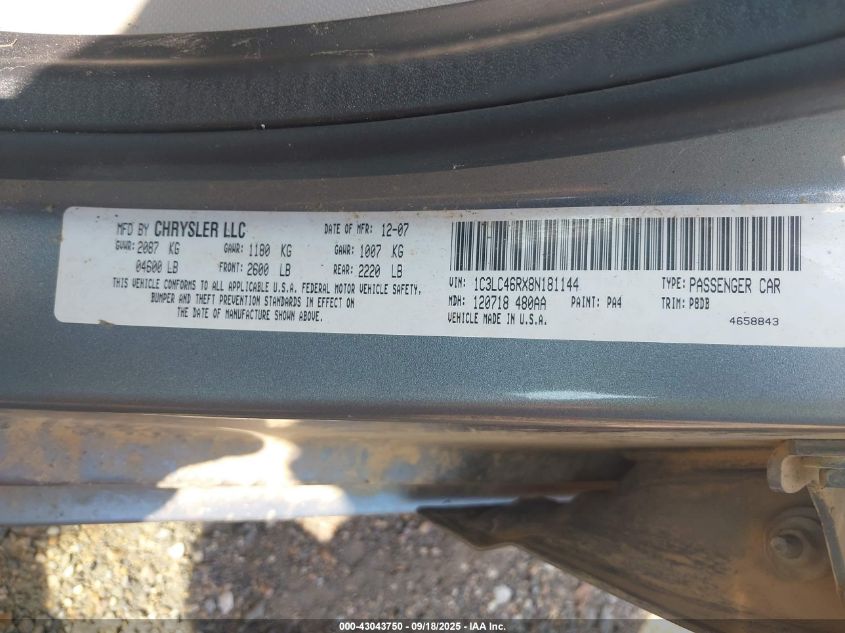 MFD BY CHRYSLER LLC DATE OF MFR: 12-07
GVWR: 2087 KG GAWR: 1180 KG GAWR: 1007 KG
04600 LB FRONT: 2600 LB REAR: 2220 LB
THIS VEHICLE CONFORMS TO ALL APPLICABLE U.S.A. FEDERAL MOTOR VEHICLE SAFETY,
BUMPER AND THEFT PREVENTION STANDARDS IN EFFECT ON
THE DATE OF MANUFACTURE SHOWN ABOVE.
VIN: 1C3LC46RX8N181144 TYPE: PASSENGER CAR
MDH: 120718 480AA PAINT: PA4 TRIM: P8DB
VEHICLE MADE IN U.S.A. 4658843
000-43043750 - 09/18/2025 - IAA Inc.